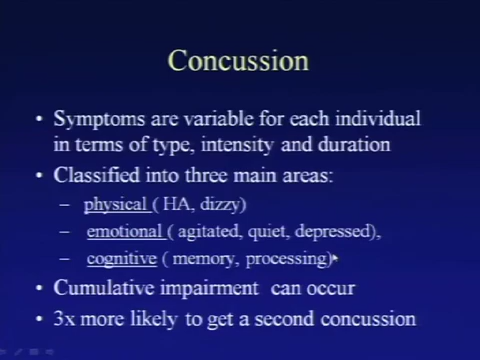 Concussion
• Symptoms are variable for each individual
in terms of type, intensity and duration
• Classified into three main areas:
– physical ( HA, dizzy)
– emotional ( agitated, quiet, depressed),
– cognitive ( memory, processing)
• Cumulative impairment can occur
• 3x more likely to get a second concussion